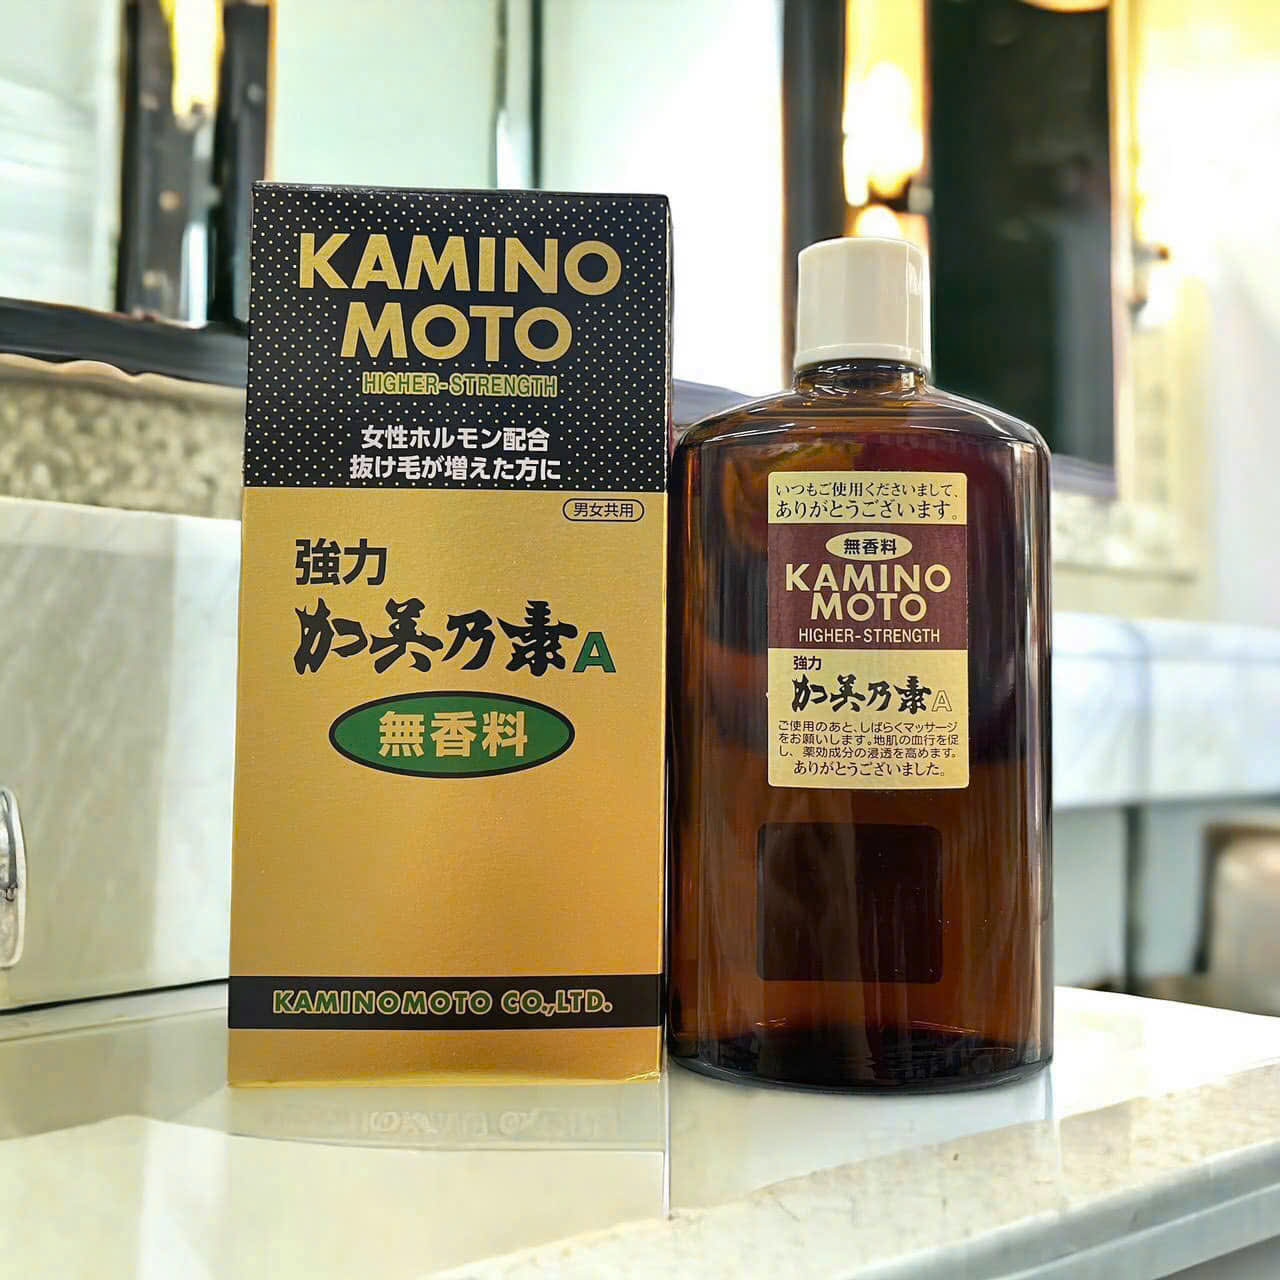 KAMINO
MOTO
HIGHER-STRENGTH
女性ホルモン配合
抜け毛が増えた方に
男女共用
強力
加美乃素A
無香料
KAMINOMOTO CO.,LTD.
いつもご使用くださいまして、
ありがとうございます。
無香料
KAMINO
MOTO
HIGHER-STRENGTH
強力
加美乃素A
ご使用のあと、しばらくマッサージ
をお願いします。地肌の血行を促
し、薬効成分の浸透を高めます。
ありがとうございました。